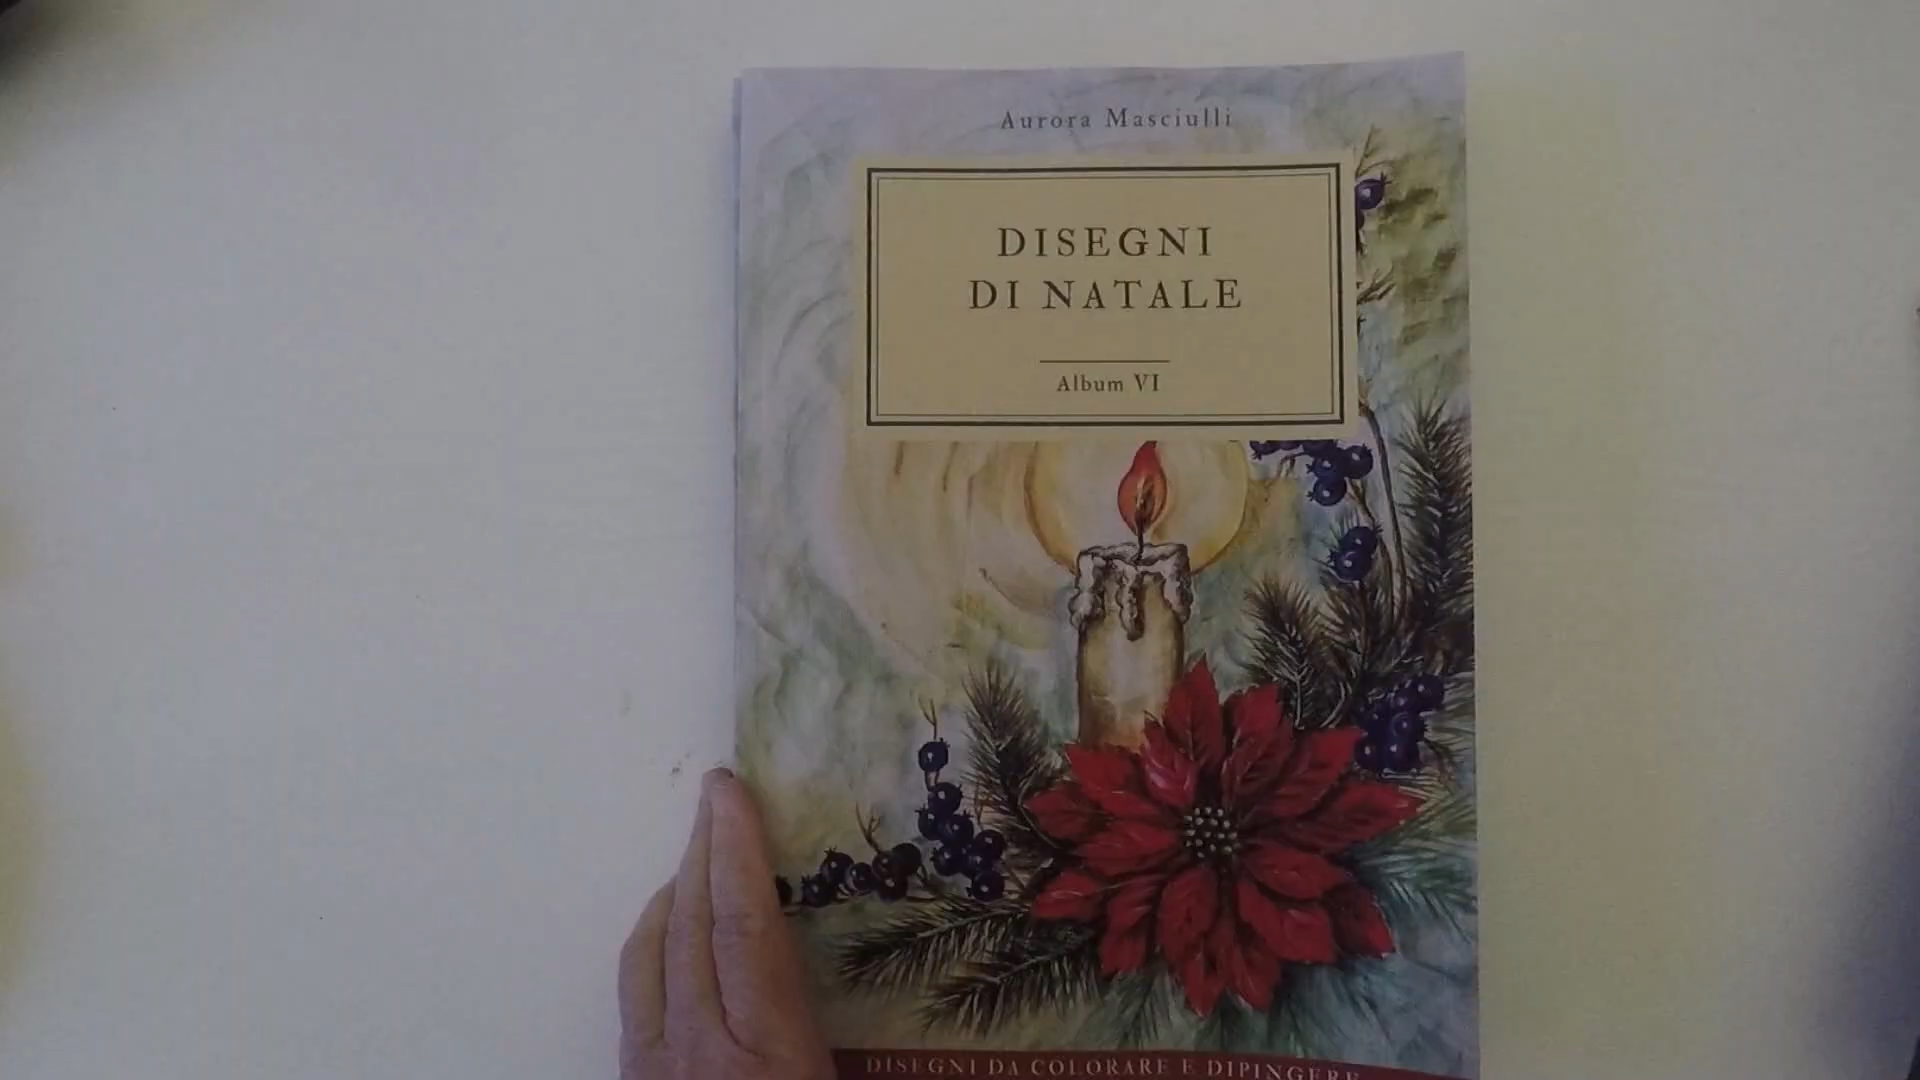 Aurora Masciulli
DISEGNI
DI NATALE
Album VI
DISEGNI DA COLORARE E DIPINGERE